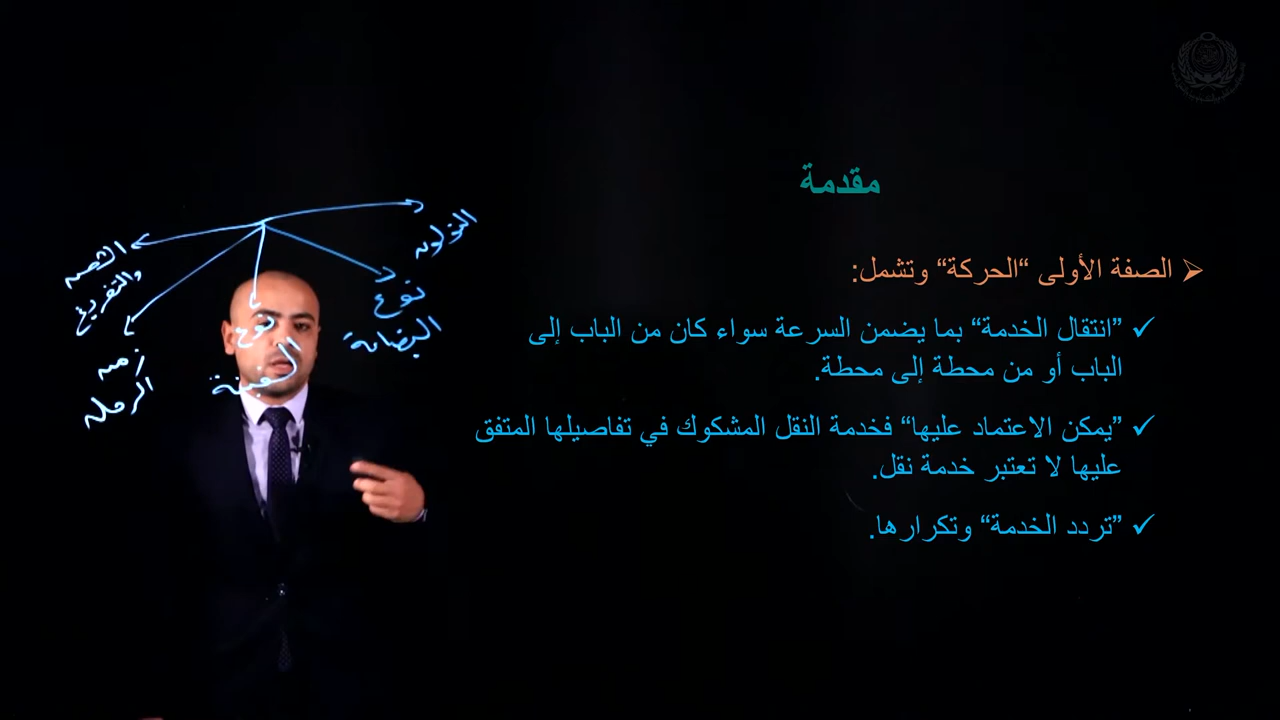 مقدمة
الصفة الأولى “الحركة“ وتشمل:
”انتقال الخدمة“ بما يضمن السرعة سواء كان من الباب إلى
الباب أو من محطة إلى محطة.
”يمكن الاعتماد عليها“ فخدمة النقل المشكوك في تفاصيلها المتفق
عليها لا تعتبر خدمة نقل.
”تردد الخدمة“ وتكرارها.
نوع
البضاعة
نوع
السفينة
زمن
الرحلة
الشحن
والتفريغ